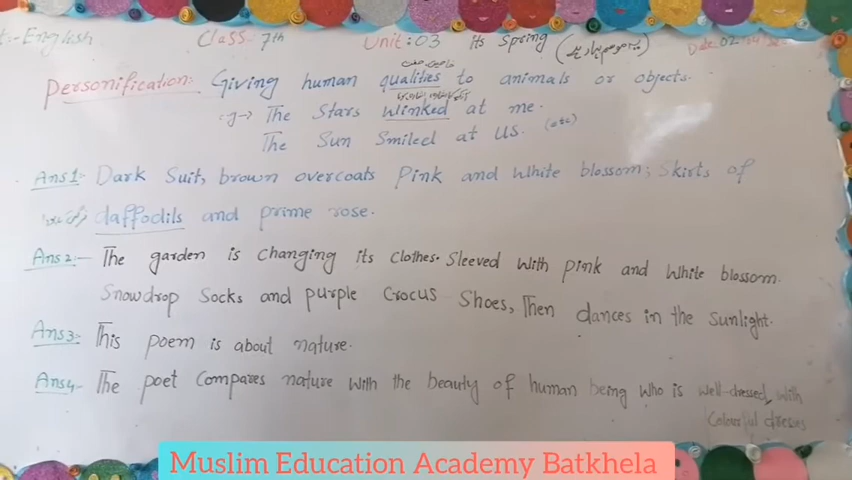 t:- English Class 7th Unit: 03 Its Spring Date 02
Personification:- Giving human qualities to animals or objects.
e.g→ The Stars winked at me.
The Sun Smiled at us. (etc)
Ans1:- Dark Suit, brown overcoats Pink and White blossom; Skirts of
daffodils and prime rose.
Ans2:- The garden is changing its clothes. Sleeved with pink and white blossom.
Snowdrop Socks and purple Crocus Shoes, Then dances in the sunlight.
Ans3:- This poem is about nature.
Ans4:- The poet Compares nature with the beauty of human being who is well-dressed with
Colourful dresses
Muslim Education Academy Batkhela